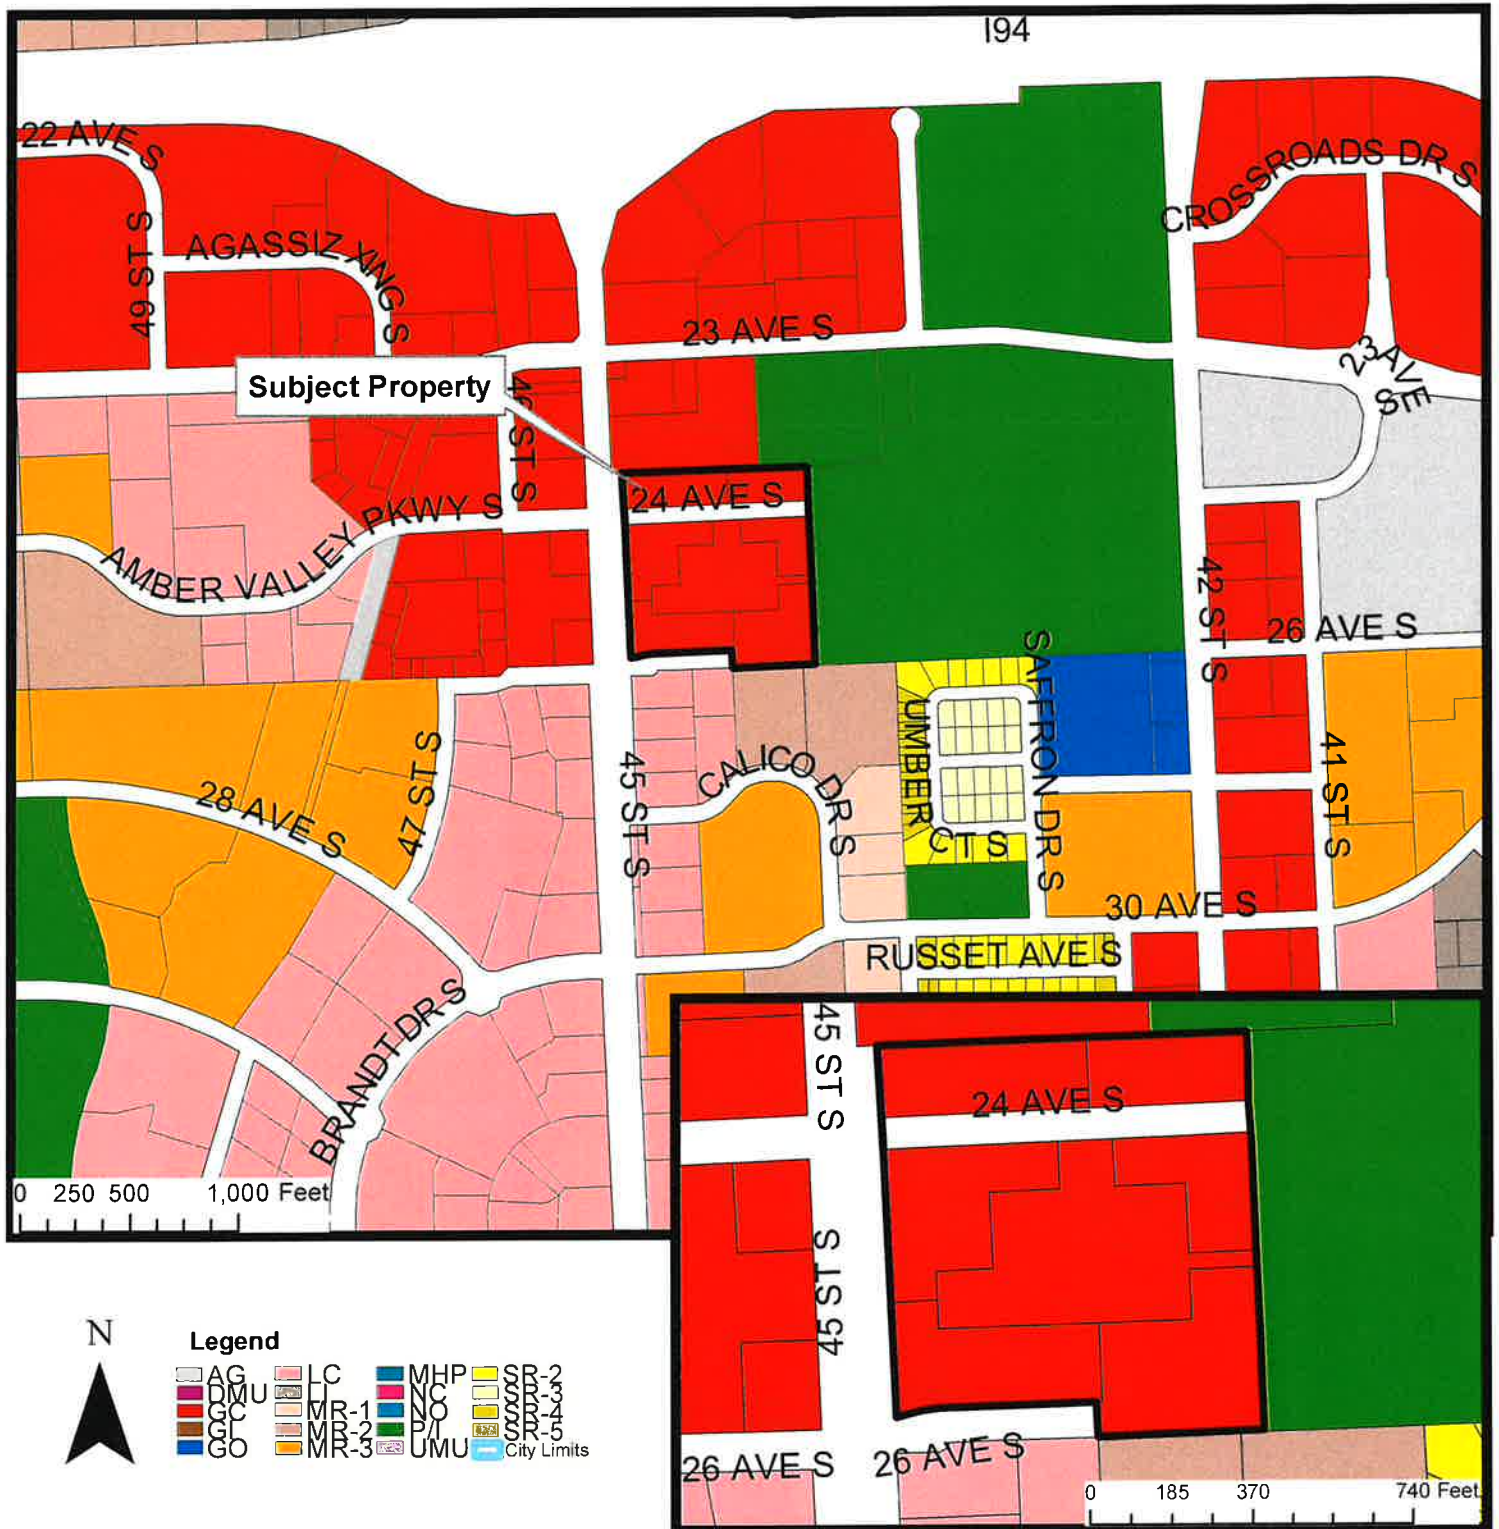 I94
22 AVE S
CROSSROADS DR S
49 ST S
AGASSIZ XING S
23 AVE S
23 AVE S
Subject Property
46 ST S
24 AVE S
AMBER VALLEY PKWY S
42 ST S
26 AVE S
SAFFRON DR S
UMBER CT S
CALICO DR S
45 ST S
47 ST S
28 AVE S
41 ST S
30 AVE S
RUSSET AVE S
BRANDT DR S
0 250 500 1,000 Feet
45 ST S
24 AVE S
45 ST S
26 AVE S
26 AVE S
0 185 370 740 Feet
N
Legend
AG
DMU
GC
GI
GO
LC
LI
MR-1
MR-2
MR-3
MHP
NC
NO
P/I
UMU
SR-2
SR-3
SR-4
SR-5
City Limits